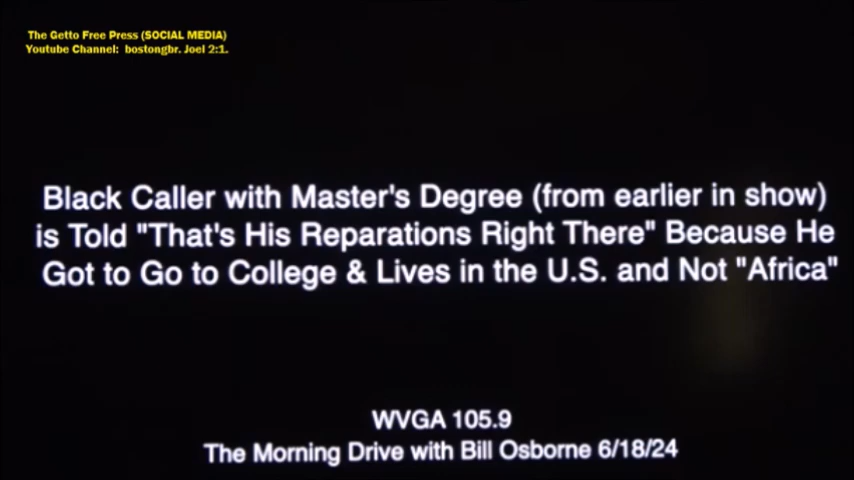 The Getto Free Press (SOCIAL MEDIA)
Youtube Channel: bostongbr. Joel 2:1.
Black Caller with Master's Degree (from earlier in show)
is Told "That's His Reparations Right There" Because He
Got to Go to College & Lives in the U.S. and Not "Africa"
WVGA 105.9
The Morning Drive with Bill Osborne 6/18/24